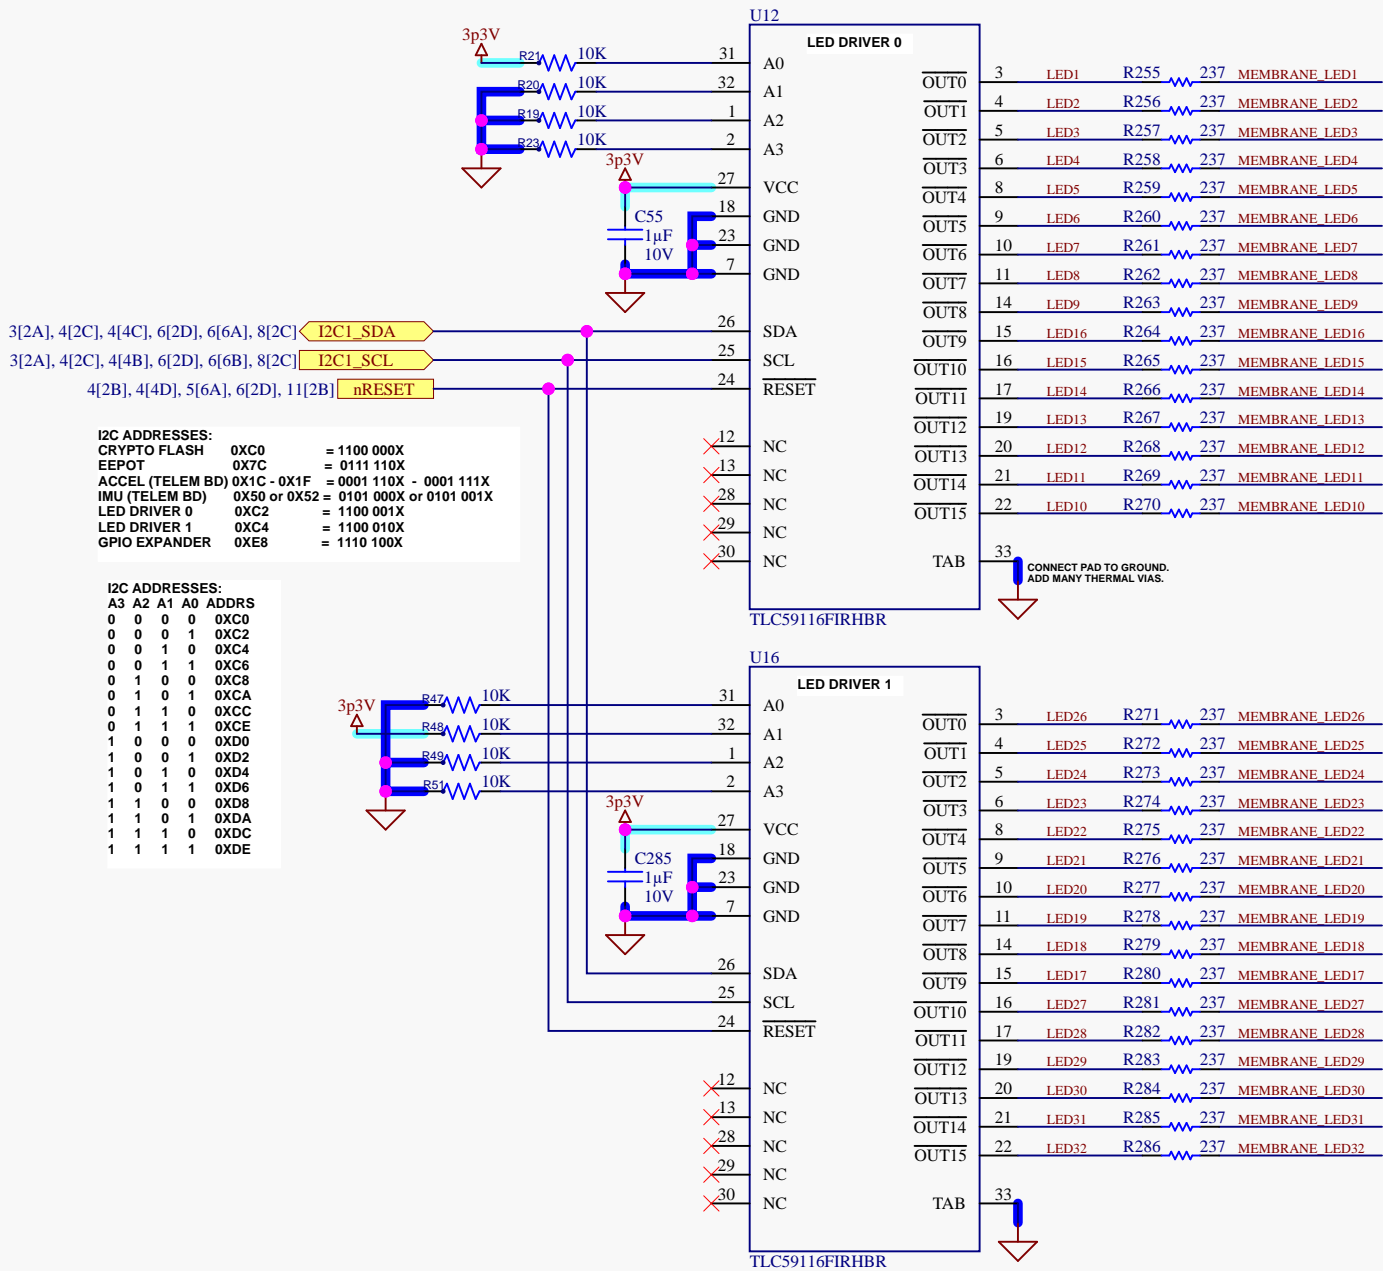 U12
LED DRIVER 0
3p3V
R21 10K 31 A0
R20 10K 32 A1
R19 10K 1 A2
R23 10K 2 A3
3p3V
27 VCC
C55
1µF
10V
18 GND
23 GND
7 GND
3[2A], 4[2C], 4[4C], 6[2D], 6[6A], 8[2C] I2C1_SDA 26 SDA
3[2A], 4[2C], 4[4B], 6[2D], 6[6B], 8[2C] I2C1_SCL 25 SCL
4[2B], 4[4D], 5[6A], 6[2D], 11[2B] nRESET 24 RESET
12 NC
13 NC
28 NC
29 NC
30 NC
OUT0 3 LED1 R255 237 MEMBRANE_LED1
OUT1 4 LED2 R256 237 MEMBRANE_LED2
OUT2 5 LED3 R257 237 MEMBRANE_LED3
OUT3 6 LED4 R258 237 MEMBRANE_LED4
OUT4 8 LED5 R259 237 MEMBRANE_LED5
OUT5 9 LED6 R260 237 MEMBRANE_LED6
OUT6 10 LED7 R261 237 MEMBRANE_LED7
OUT7 11 LED8 R262 237 MEMBRANE_LED8
OUT8 14 LED9 R263 237 MEMBRANE_LED9
OUT9 15 LED16 R264 237 MEMBRANE_LED16
OUT10 16 LED15 R265 237 MEMBRANE_LED15
OUT11 17 LED14 R266 237 MEMBRANE_LED14
OUT12 19 LED13 R267 237 MEMBRANE_LED13
OUT13 20 LED12 R268 237 MEMBRANE_LED12
OUT14 21 LED11 R269 237 MEMBRANE_LED11
OUT15 22 LED10 R270 237 MEMBRANE_LED10
TAB 33
CONNECT PAD TO GROUND.
ADD MANY THERMAL VIAS.
TLC59116FIRHBR
I2C ADDRESSES:
CRYPTO FLASH 0XC0 = 1100 000X
EEPOT 0X7C = 0111 110X
ACCEL (TELEM BD) 0X1C - 0X1F = 0001 110X - 0001 111X
IMU (TELEM BD) 0X50 or 0X52 = 0101 000X or 0101 001X
LED DRIVER 0 0XC2 = 1100 001X
LED DRIVER 1 0XC4 = 1100 010X
GPIO EXPANDER 0XE8 = 1110 100X
I2C ADDRESSES:
A3 A2 A1 A0 ADDRS
0 0 0 0 0XC0
0 0 0 1 0XC2
0 0 1 0 0XC4
0 0 1 1 0XC6
0 1 0 0 0XC8
0 1 0 1 0XCA
0 1 1 0 0XCC
0 1 1 1 0XCE
1 0 0 0 0XD0
1 0 0 1 0XD2
1 0 1 0 0XD4
1 0 1 1 0XD6
1 1 0 0 0XD8
1 1 0 1 0XDA
1 1 1 0 0XDC
1 1 1 1 0XDE
U16
LED DRIVER 1
3p3V
R47 10K 31 A0
R48 10K 32 A1
R49 10K 1 A2
R51 10K 2 A3
3p3V
27 VCC
C285
1µF
10V
18 GND
23 GND
7 GND
26 SDA
25 SCL
24 RESET
12 NC
13 NC
28 NC
29 NC
30 NC
OUT0 3 LED26 R271 237 MEMBRANE_LED26
OUT1 4 LED25 R272 237 MEMBRANE_LED25
OUT2 5 LED24 R273 237 MEMBRANE_LED24
OUT3 6 LED23 R274 237 MEMBRANE_LED23
OUT4 8 LED22 R275 237 MEMBRANE_LED22
OUT5 9 LED21 R276 237 MEMBRANE_LED21
OUT6 10 LED20 R277 237 MEMBRANE_LED20
OUT7 11 LED19 R278 237 MEMBRANE_LED19
OUT8 14 LED18 R279 237 MEMBRANE_LED18
OUT9 15 LED17 R280 237 MEMBRANE_LED17
OUT10 16 LED27 R281 237 MEMBRANE_LED27
OUT11 17 LED28 R282 237 MEMBRANE_LED28
OUT12 19 LED29 R283 237 MEMBRANE_LED29
OUT13 20 LED30 R284 237 MEMBRANE_LED30
OUT14 21 LED31 R285 237 MEMBRANE_LED31
OUT15 22 LED32 R286 237 MEMBRANE_LED32
TAB 33
TLC59116FIRHBR